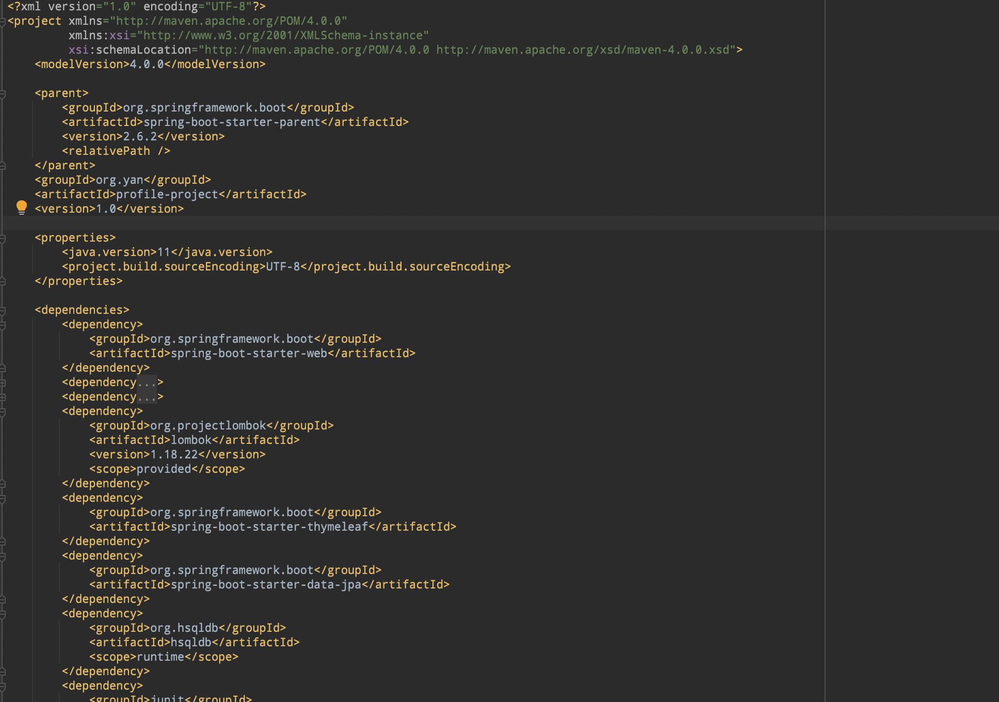 <?xml version="1.0" encoding="UTF-8"?>
<project xmlns="http://maven.apache.org/POM/4.0.0"
         xmlns:xsi="http://www.w3.org/2001/XMLSchema-instance"
         xsi:schemaLocation="http://maven.apache.org/POM/4.0.0 http://maven.apache.org/xsd/maven-4.0.0.xsd">
    <modelVersion>4.0.0</modelVersion>

    <parent>
        <groupId>org.springframework.boot</groupId>
        <artifactId>spring-boot-starter-parent</artifactId>
        <version>2.6.2</version>
        <relativePath />
    </parent>
    <groupId>org.yan</groupId>
    <artifactId>profile-project</artifactId>
    <version>1.0</version>

    <properties>
        <java.version>11</java.version>
        <project.build.sourceEncoding>UTF-8</project.build.sourceEncoding>
    </properties>

    <dependencies>
        <dependency>
            <groupId>org.springframework.boot</groupId>
            <artifactId>spring-boot-starter-web</artifactId>
        </dependency>
        <dependency...>
        <dependency...>
        <dependency>
            <groupId>org.projectlombok</groupId>
            <artifactId>lombok</artifactId>
            <version>1.18.22</version>
            <scope>provided</scope>
        </dependency>
        <dependency>
            <groupId>org.springframework.boot</groupId>
            <artifactId>spring-boot-starter-thymeleaf</artifactId>
        </dependency>
        <dependency>
            <groupId>org.springframework.boot</groupId>
            <artifactId>spring-boot-starter-data-jpa</artifactId>
        </dependency>
        <dependency>
            <groupId>org.hsqldb</groupId>
            <artifactId>hsqldb</artifactId>
            <scope>runtime</scope>
        </dependency>
        <dependency>
            <groupId>junit</groupId>